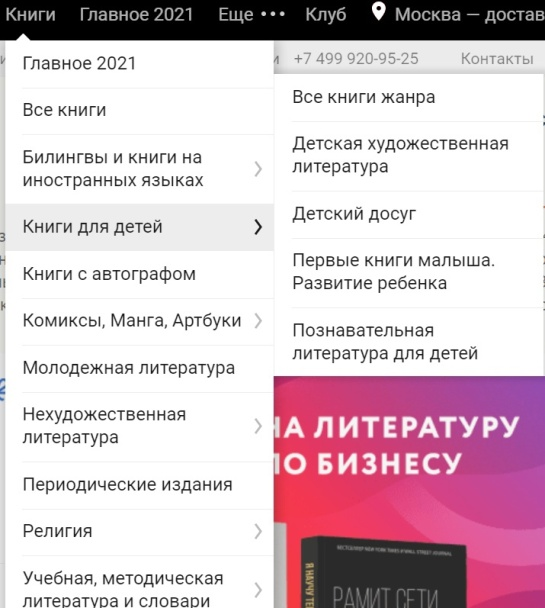 Книги Главное 2021 Еще ••• Клуб Москва — достав
+7 499 920-95-25 Контакты
Главное 2021
Все книги
Билингвы и книги на
иностранных языках
Книги для детей
Книги с автографом
Комиксы, Манга, Артбуки
Молодежная литература
Нехудожественная
литература
Периодические издания
Религия
Учебная, методическая
литература и словари
Все книги жанра
Детская художественная
литература
Детский досуг
Первые книги малыша.
Развитие ребенка
Познавательная
литература для детей
НА ЛИТЕРАТУРУ
ПО БИЗНЕСУ
РАМИТ СЕТИ